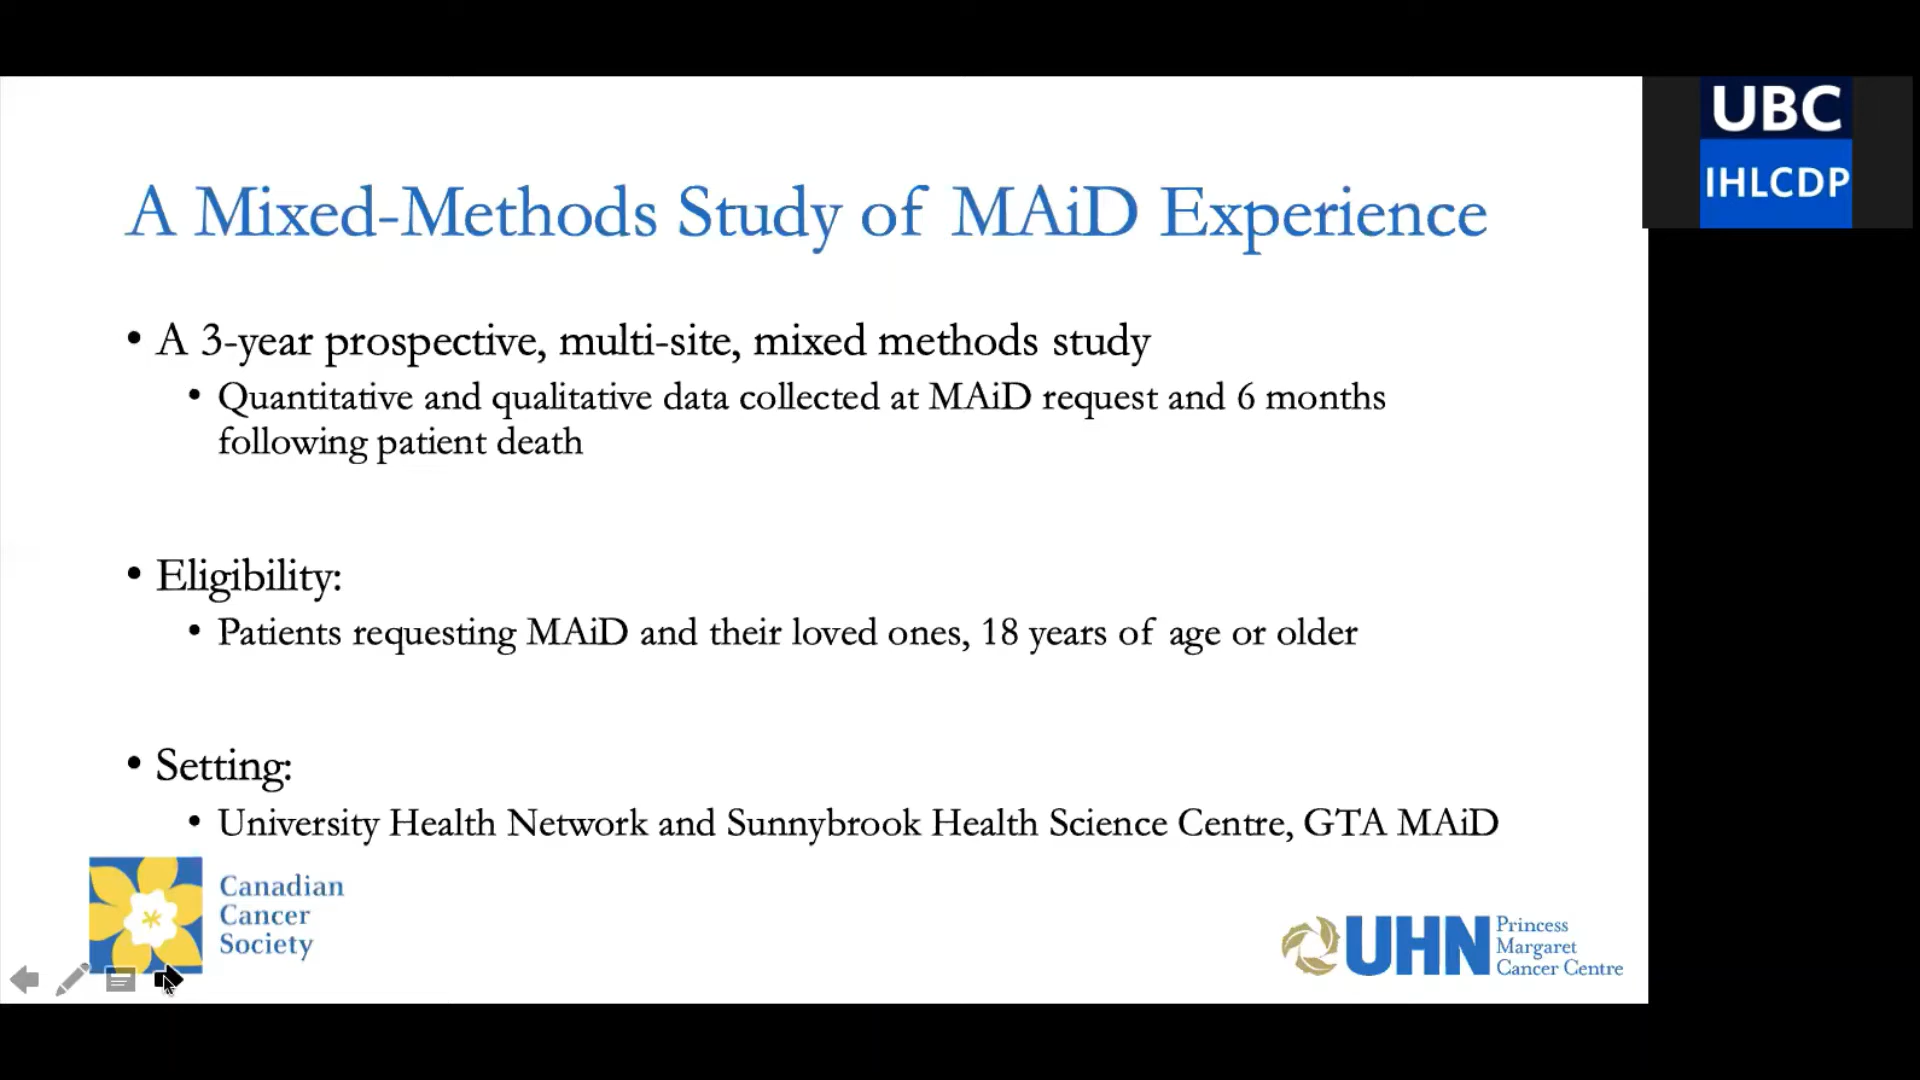 A Mixed-Methods Study of MAiD Experience
• A 3-year prospective, multi-site, mixed methods study
• Quantitative and qualitative data collected at MAiD request and 6 months
following patient death
• Eligibility:
• Patients requesting MAiD and their loved ones, 18 years of age or older
• Setting:
• University Health Network and Sunnybrook Health Science Centre, GTA MAiD
Canadian
Cancer
Society
UHN
Princess
Margaret
Cancer Centre
UBC
IHLCDP